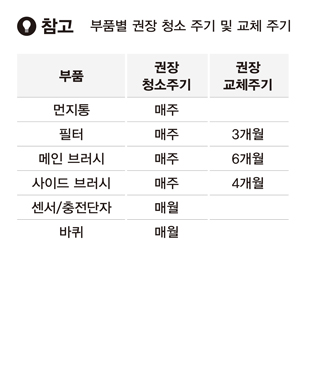 참고 부품별 권장 청소 주기 및 교체 주기
부품 권장 청소주기 권장 교체주기
먼지통 매주
필터 매주 3개월
메인 브러시 매주 6개월
사이드 브러시 매주 4개월
센서/충전단자 매월
바퀴 매월